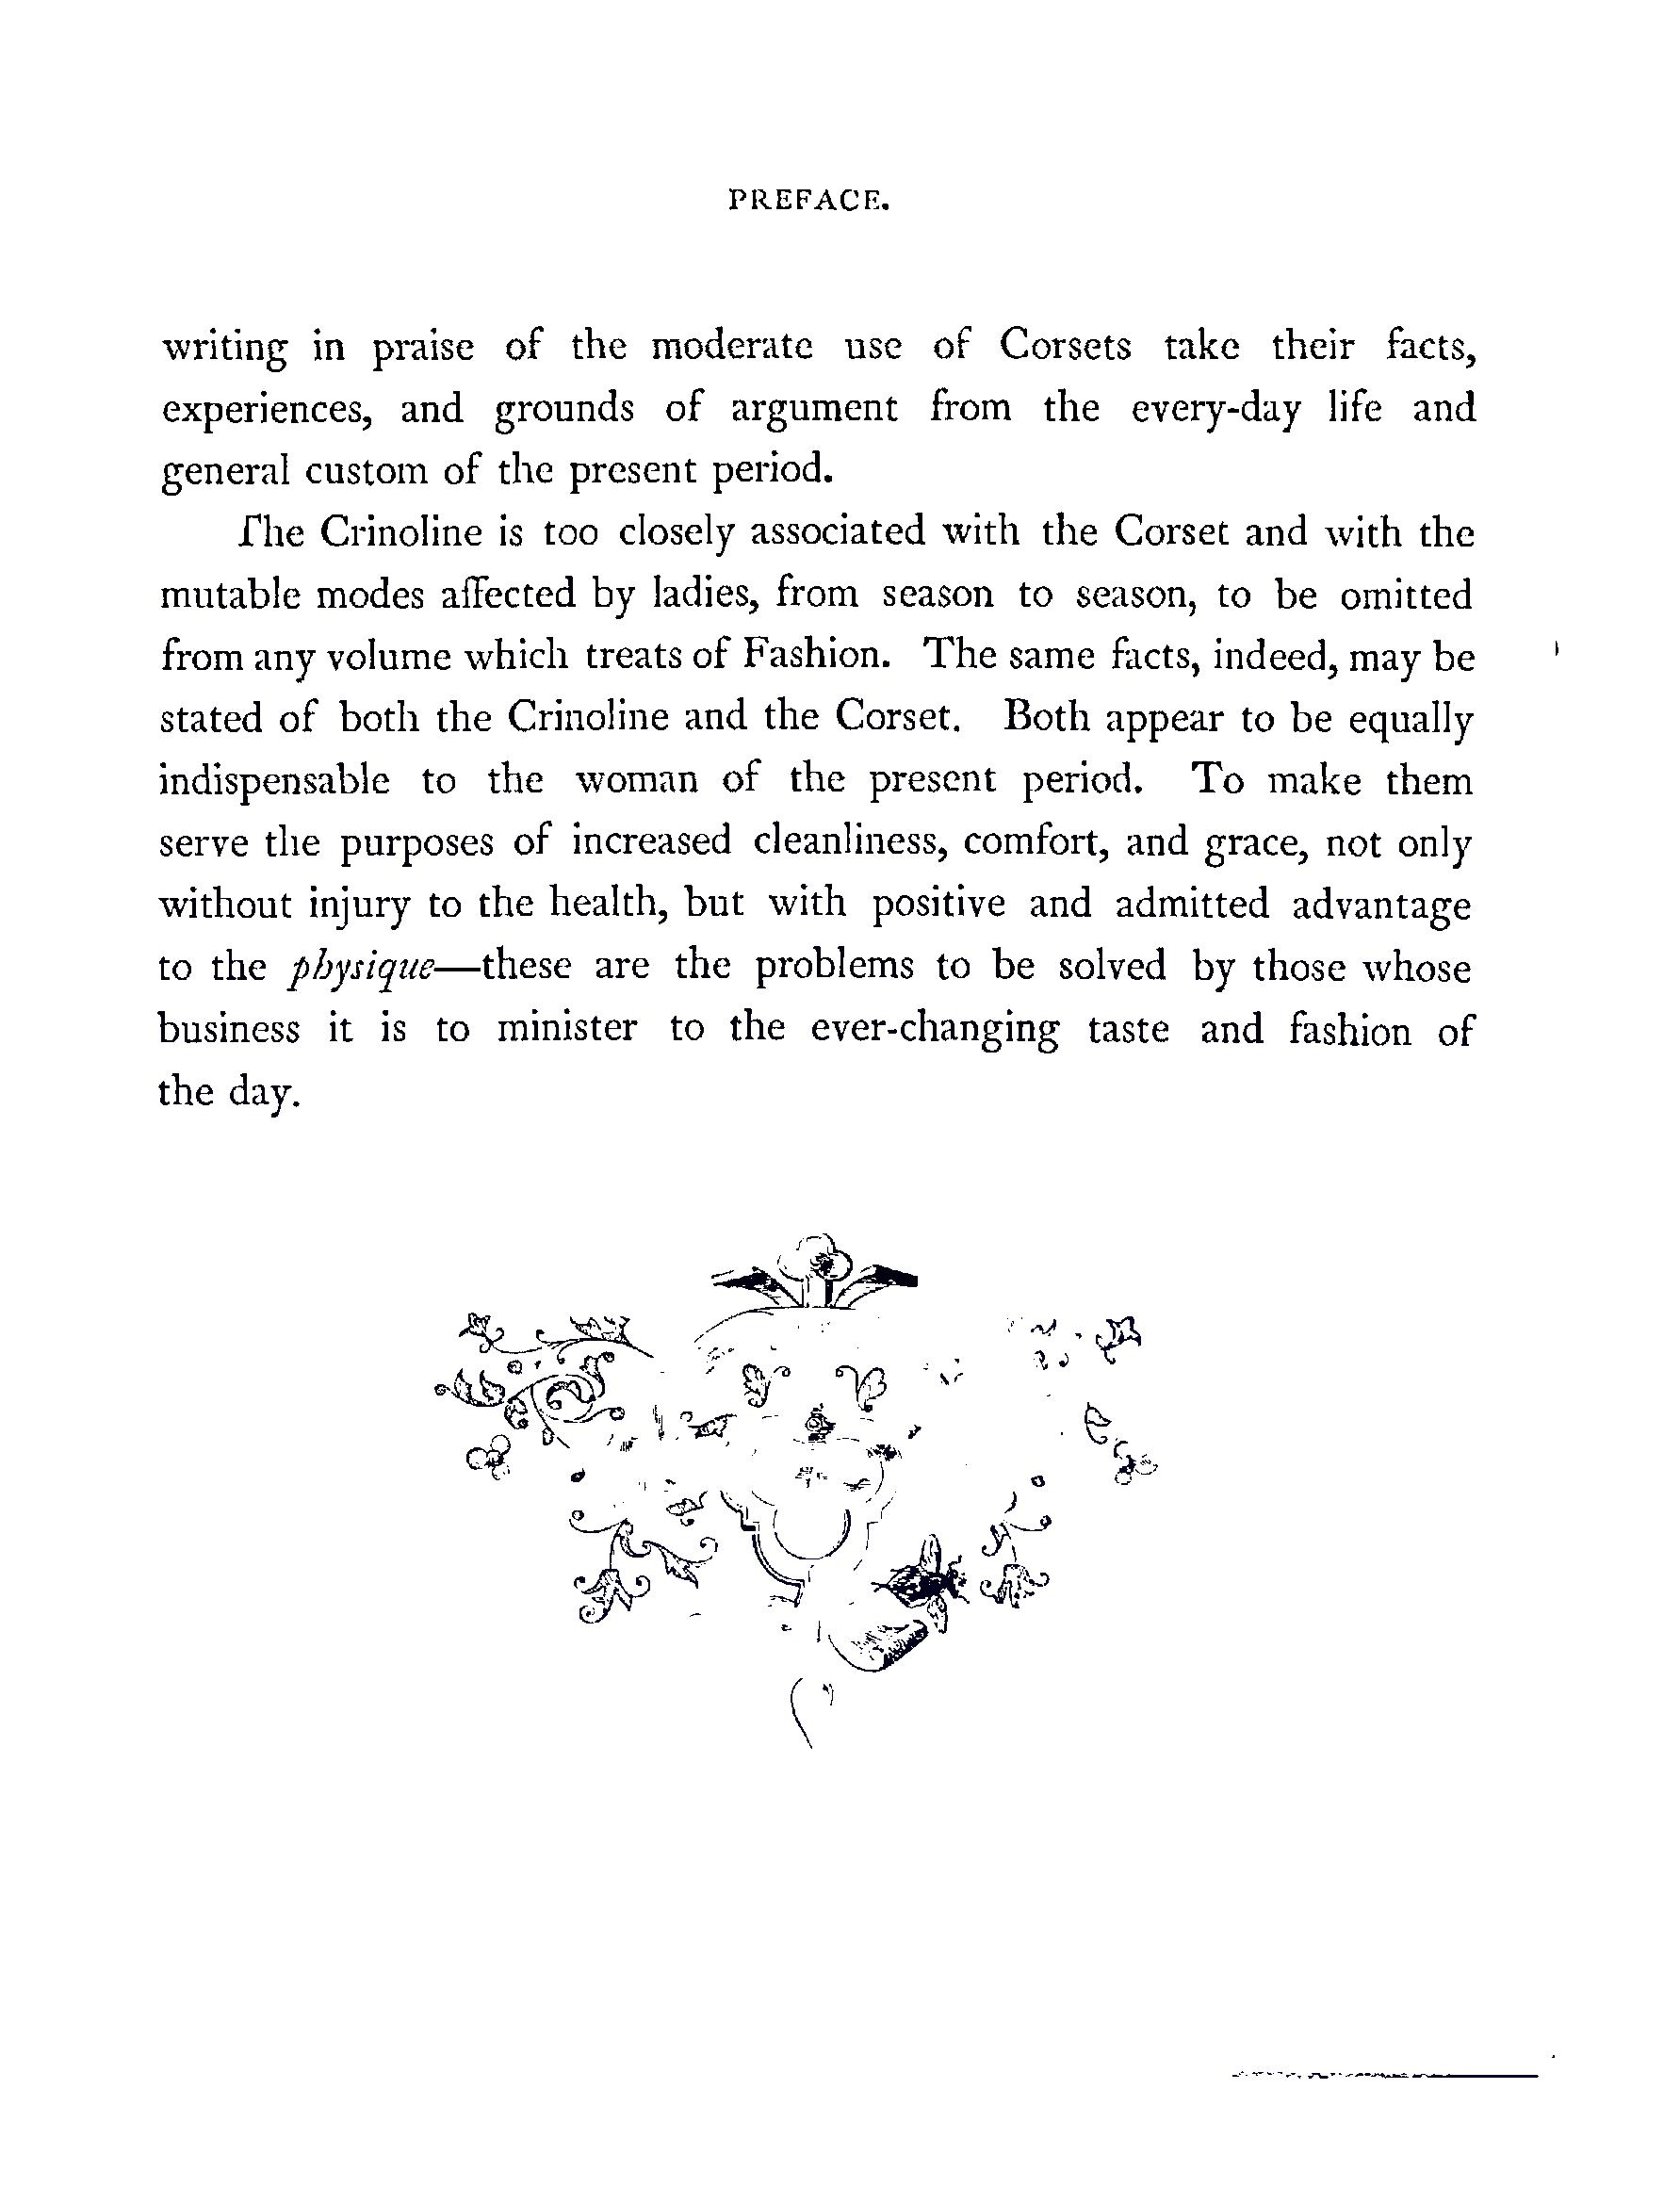 PREFACE.
writing in praise of the moderate use of Corsets take their facts,
experiences, and grounds of argument from the every-day life and
general custom of the present period.
The Crinoline is too closely associated with the Corset and with the
mutable modes affected by ladies, from season to season, to be omitted
from any volume which treats of Fashion. The same facts, indeed, may be
stated of both the Crinoline and the Corset. Both appear to be equally
indispensable to the woman of the present period. To make them
serve the purposes of increased cleanliness, comfort, and grace, not only
without injury to the health, but with positive and admitted advantage
to the physique—these are the problems to be solved by those whose
business it is to minister to the ever-changing taste and fashion of
the day.